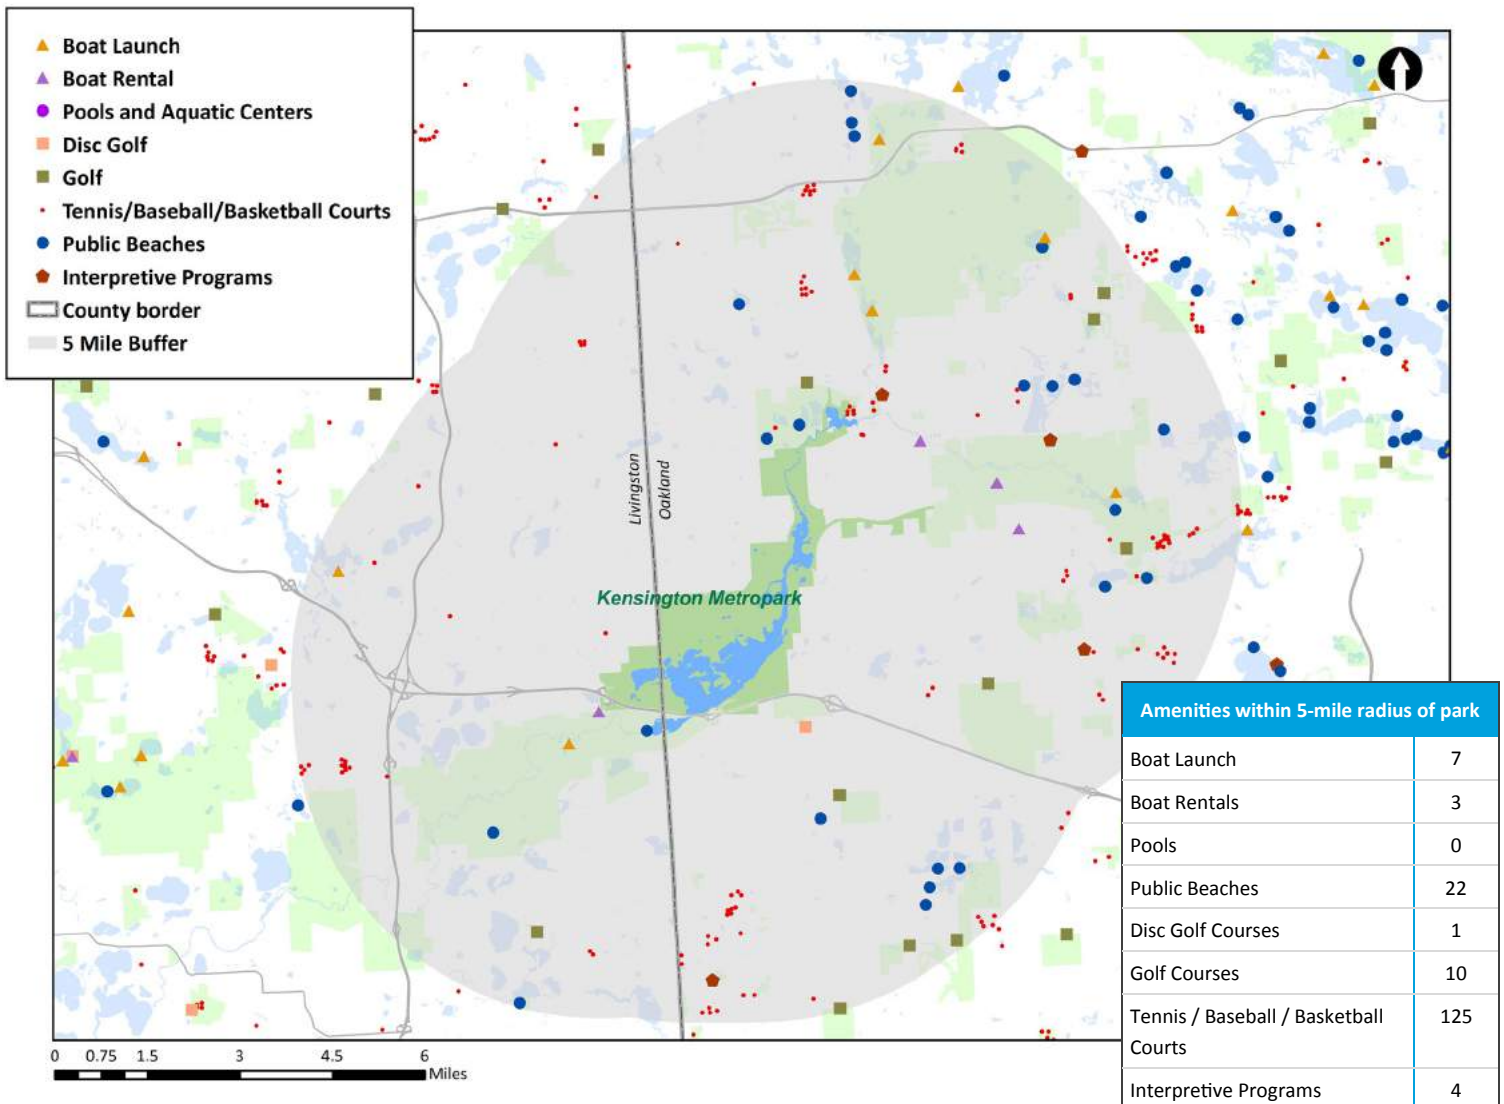 Boat Launch
Boat Rental
Pools and Aquatic Centers
Disc Golf
Golf
Tennis/Baseball/Basketball Courts
Public Beaches
Interpretive Programs
County border
5 Mile Buffer
Livingston
Oakland
Kensington Metropark
Amenities within 5-mile radius of park
Boat Launch 7
Boat Rentals 3
Pools 0
Public Beaches 22
Disc Golf Courses 1
Golf Courses 10
Tennis / Baseball / Basketball 125
Courts
Interpretive Programs 4
0 0.75 1.5 3 4.5 6
Miles